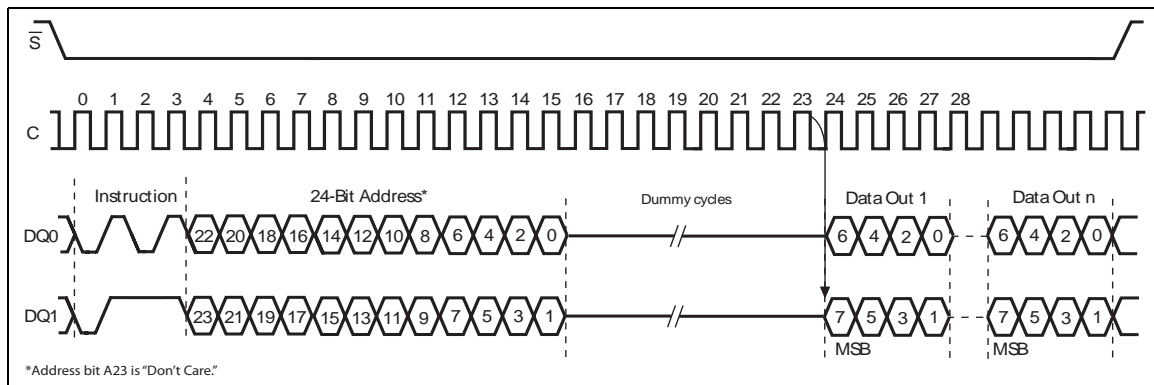 S
0 1 2 3 4 5 6 7 8 9 10 11 12 13 14 15 16 17 18 19 20 21 22 23 24 25 26 27 28
C
Instruction 24-Bit Address* Dummy cycles Data Out 1 Data Out n
DQ0 22 20 18 16 14 12 10 8 6 4 2 0 6 4 2 0 6 4 2 0
DQ1 23 21 19 17 15 13 11 9 7 5 3 1 7 5 3 1 7 5 3 1
MSB MSB
*Address bit A23 is “Don’t Care.”